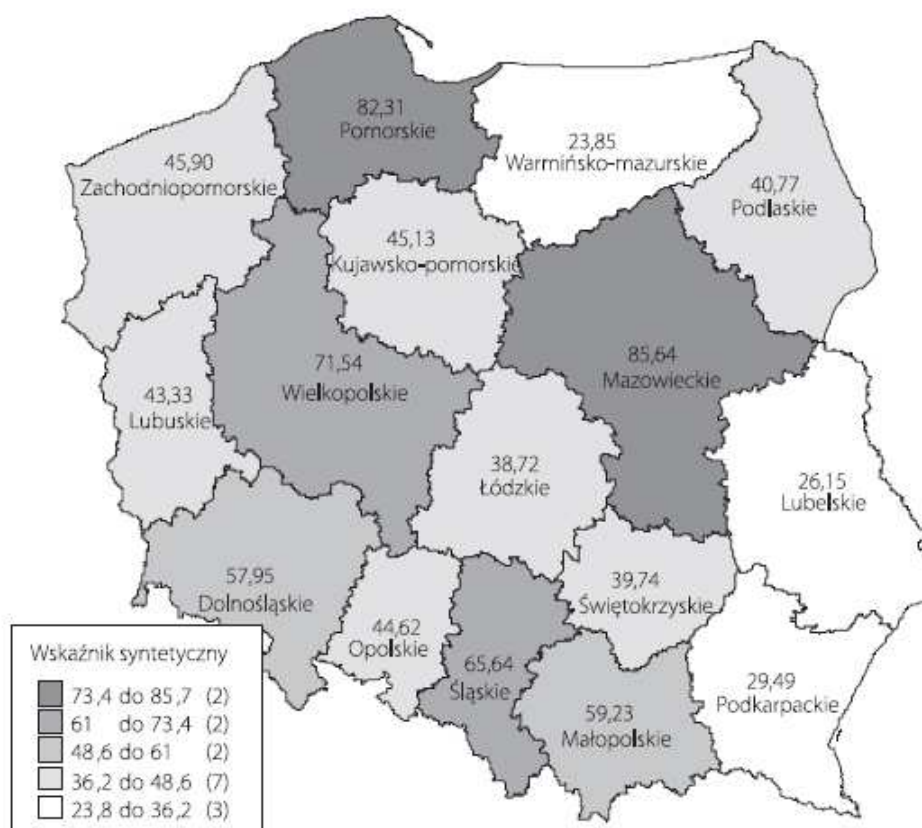 82,31
Pomorskie
23,85
Warmińsko-mazurskie
45,90
Zachodniopomorskie
40,77
Podlaskie
45,13
Kujawsko-pomorskie
85,64
Mazowieckie
71,54
Wielkopolskie
43,33
Lubuskie
38,72
Łódzkie
26,15
Lubelskie
57,95
Dolnośląskie
39,74
Świętokrzyskie
44,62
Opolskie
65,64
Śląskie
59,23
Małopolskie
29,49
Podkarpackie
Wskaźnik syntetyczny
73,4 do 85,7 (2)
61 do 73,4 (2)
48,6 do 61 (2)
36,2 do 48,6 (7)
23,8 do 36,2 (3)